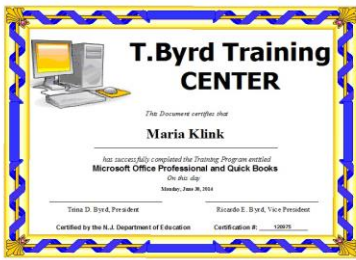 T.Byrd Training
CENTER
This Document certifies that
Maria Klink
has successfully completed the Training Program entitled
Microsoft Office Professional and Quick Books
On this day
Monday, June 30, 2014
Trina D. Byrd, President Ricardo E. Byrd, Vice President
Certified by the N.J. Department of Education Certification #: 120975